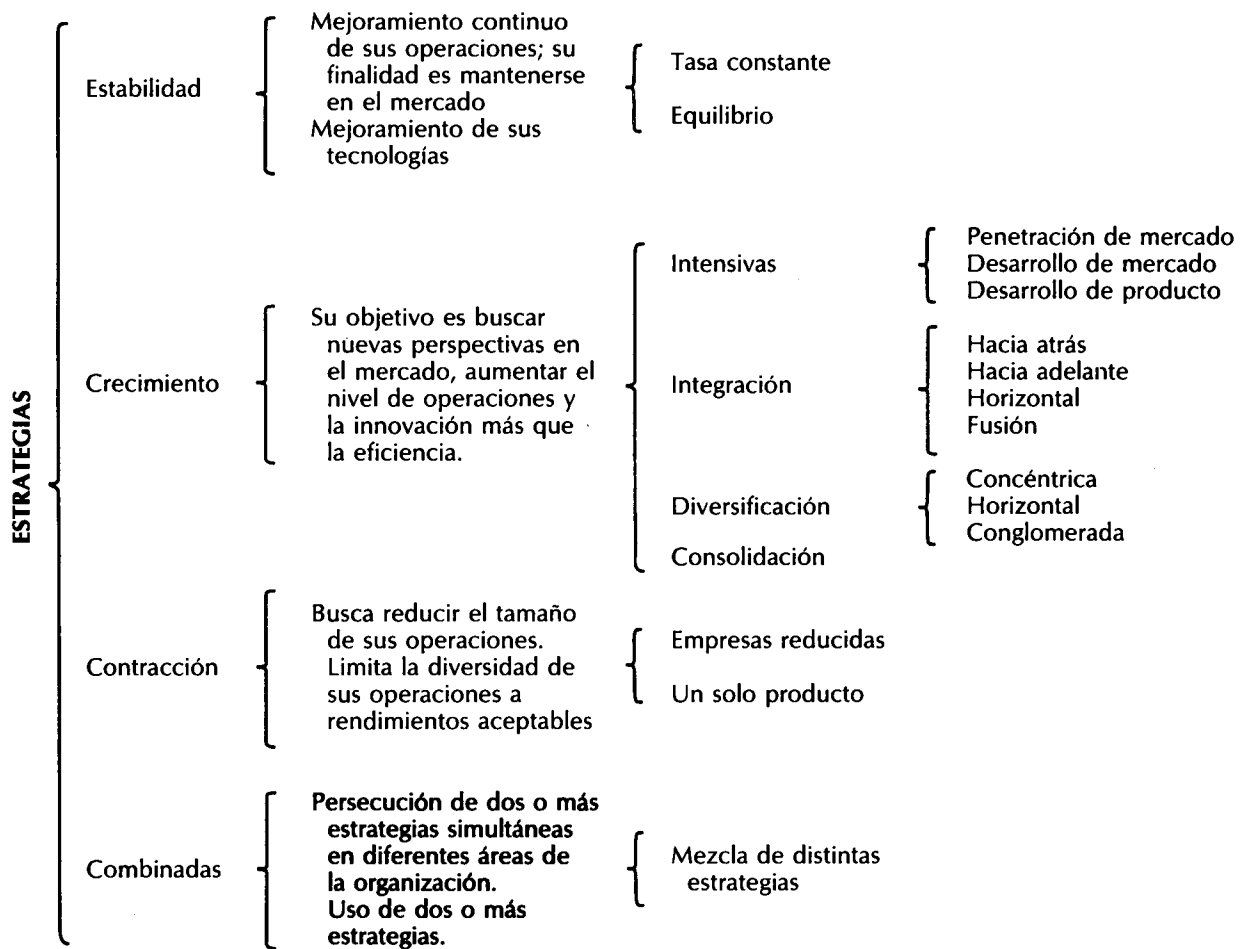 ESTRATEGIAS
Estabilidad
Mejoramiento continuo
de sus operaciones; su
finalidad es mantenerse
en el mercado
Mejoramiento de sus
tecnologías
Tasa constante
Equilibrio
Crecimiento
Su objetivo es buscar
nuevas perspectivas en
el mercado, aumentar el
nivel de operaciones y
la innovación más que
la eficiencia.
Intensivas
Penetración de mercado
Desarrollo de mercado
Desarrollo de producto
Integración
Hacia atrás
Hacia adelante
Horizontal
Fusión
Diversificación
Concéntrica
Horizontal
Conglomerada
Consolidación
Contracción
Busca reducir el tamaño
de sus operaciones.
Limita la diversidad de
sus operaciones a
rendimientos aceptables
Empresas reducidas
Un solo producto
Combinadas
Persecución de dos o más
estrategias simultáneas
en diferentes áreas de
la organización.
Uso de dos o más
estrategias.
Mezcla de distintas
estrategias